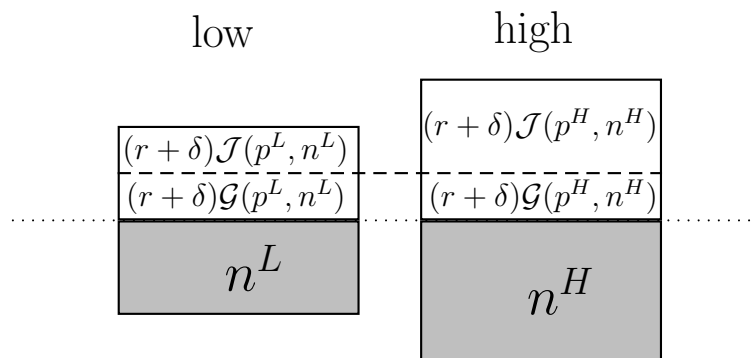 low high
(r + δ)𝒥(p^L, n^L) (r + δ)𝒥(p^H, n^H)
(r + δ)𝒢(p^L, n^L) (r + δ)𝒢(p^H, n^H)
n^L n^H